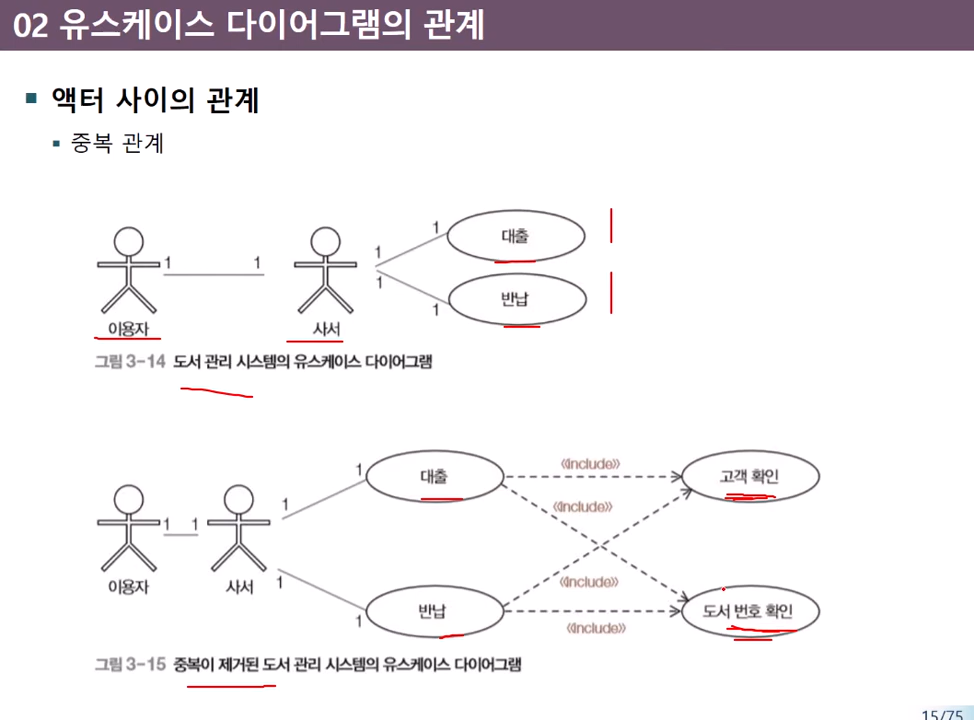 02 유스케이스 다이어그램의 관계
액터 사이의 관계
중복 관계
1 1 1 1 대출
1 1 반납
이용자 사서
그림 3-14 도서 관리 시스템의 유스케이스 다이어그램
1 대출 《Include》 고객 확인
1 《Include》
1 1
이용자 사서 1 《Include》
1 반납 《Include》 도서 번호 확인
그림 3-15 중복이 제거된 도서 관리 시스템의 유스케이스 다이어그램
15/75